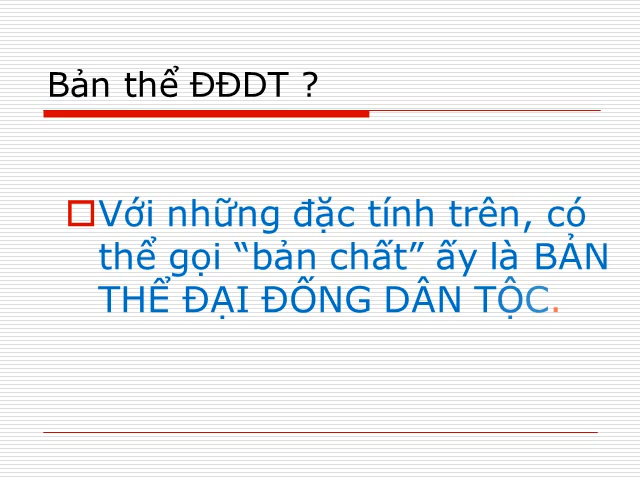 Bản thể ĐĐDT ?
Với những đặc tính trên, có
thể gọi “bản chất” ấy là BẢN
THỂ ĐẠI ĐỐNG DÂN TỘC.